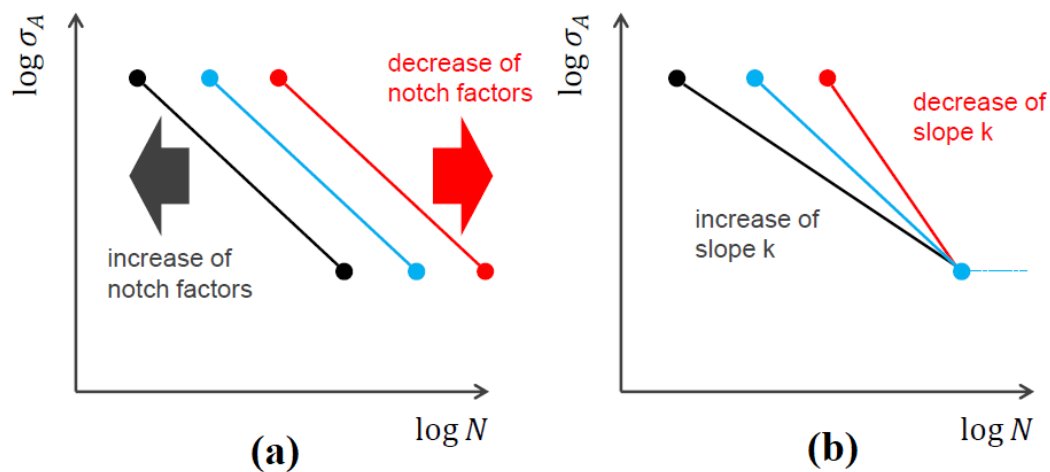 log σ_A
decrease of
notch factors
increase of
notch factors
log N
(a)
log σ_A
decrease of
slope k
increase of
slope k
log N
(b)